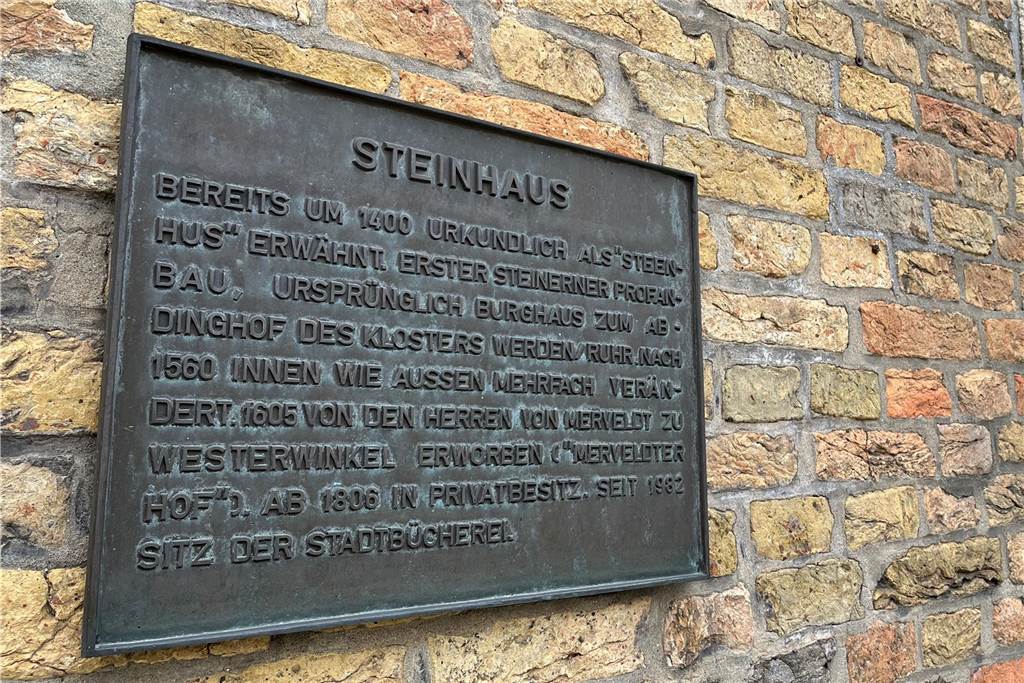 STEINHAUS
BEREITS UM 1400 URKUNDLICH ALS "STEEN-
HUS" ERWÄHNT. ERSTER STEINERNER PROFAN-
BAU, URSPRÜNGLICH BURGHAUS ZUM AB-
DINGHOF DES KLOSTERS WERDEN/RUHR. NACH
1560 INNEN WIE AUSSEN MEHRFACH VERÄN-
DERT. 1605 VON DEN HERREN VON MERVELDT ZU
WESTERWINKEL ERWORBEN ("MERVELDTER
HOF"). AB 1806 IN PRIVATBESITZ. SEIT 1982
SITZ DER STADTBÜCHEREI.